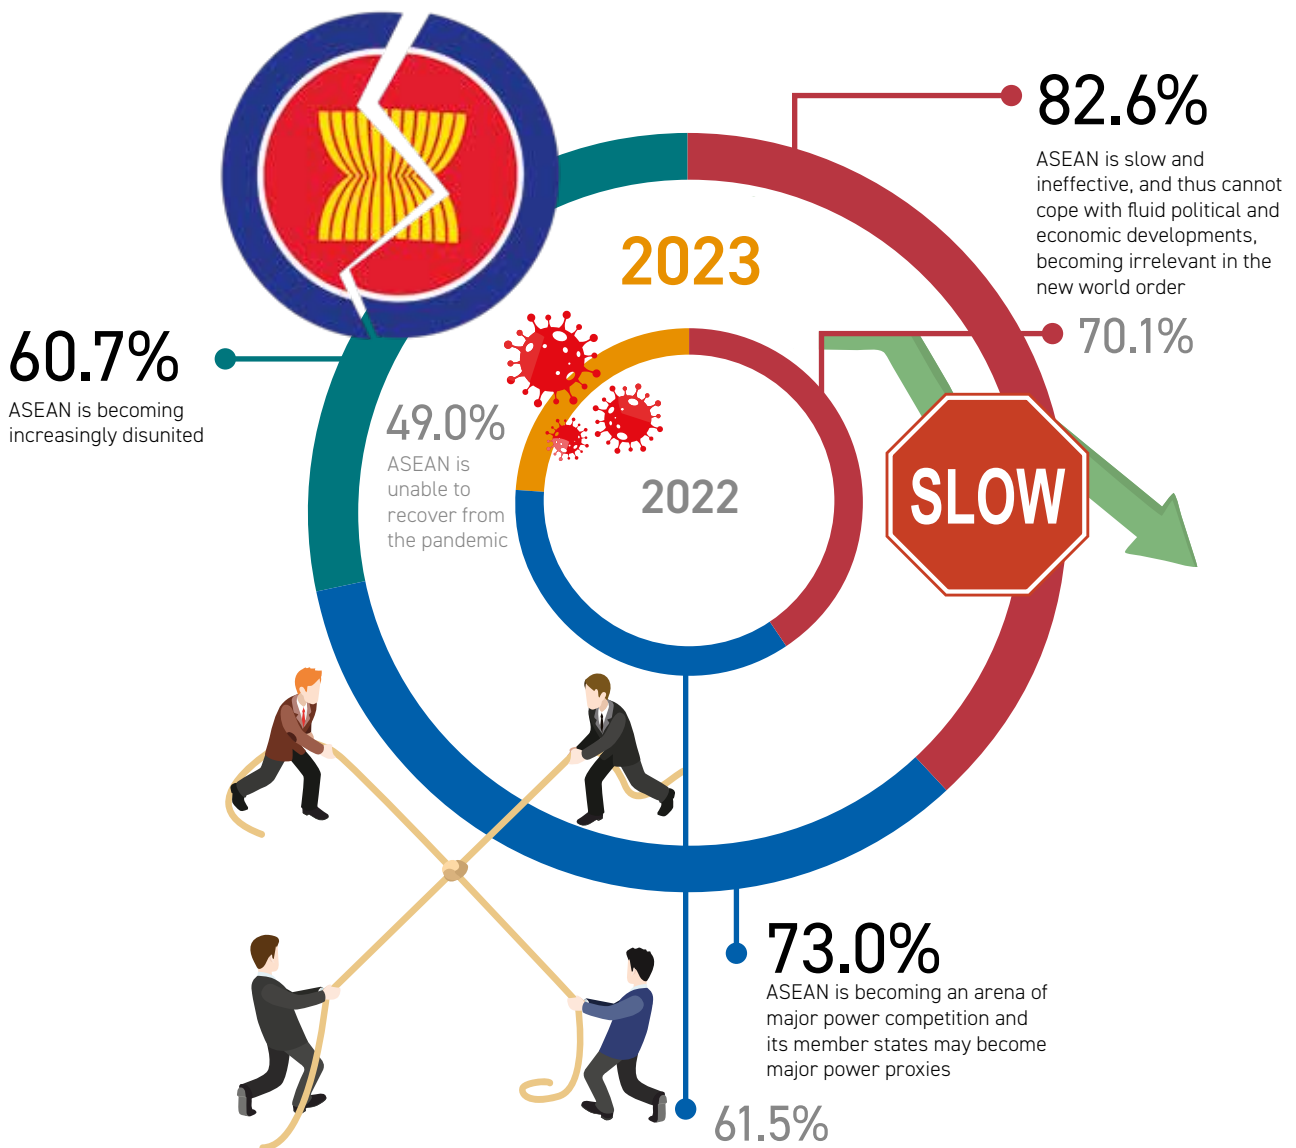 82.6%
ASEAN is slow and
ineffective, and thus cannot
cope with fluid political and
economic developments,
becoming irrelevant in the
new world order
70.1%
2023
60.7%
ASEAN is becoming
increasingly disunited
49.0%
ASEAN is
unable to
recover from
the pandemic
2022
SLOW
73.0%
ASEAN is becoming an arena of
major power competition and
its member states may become
major power proxies
61.5%